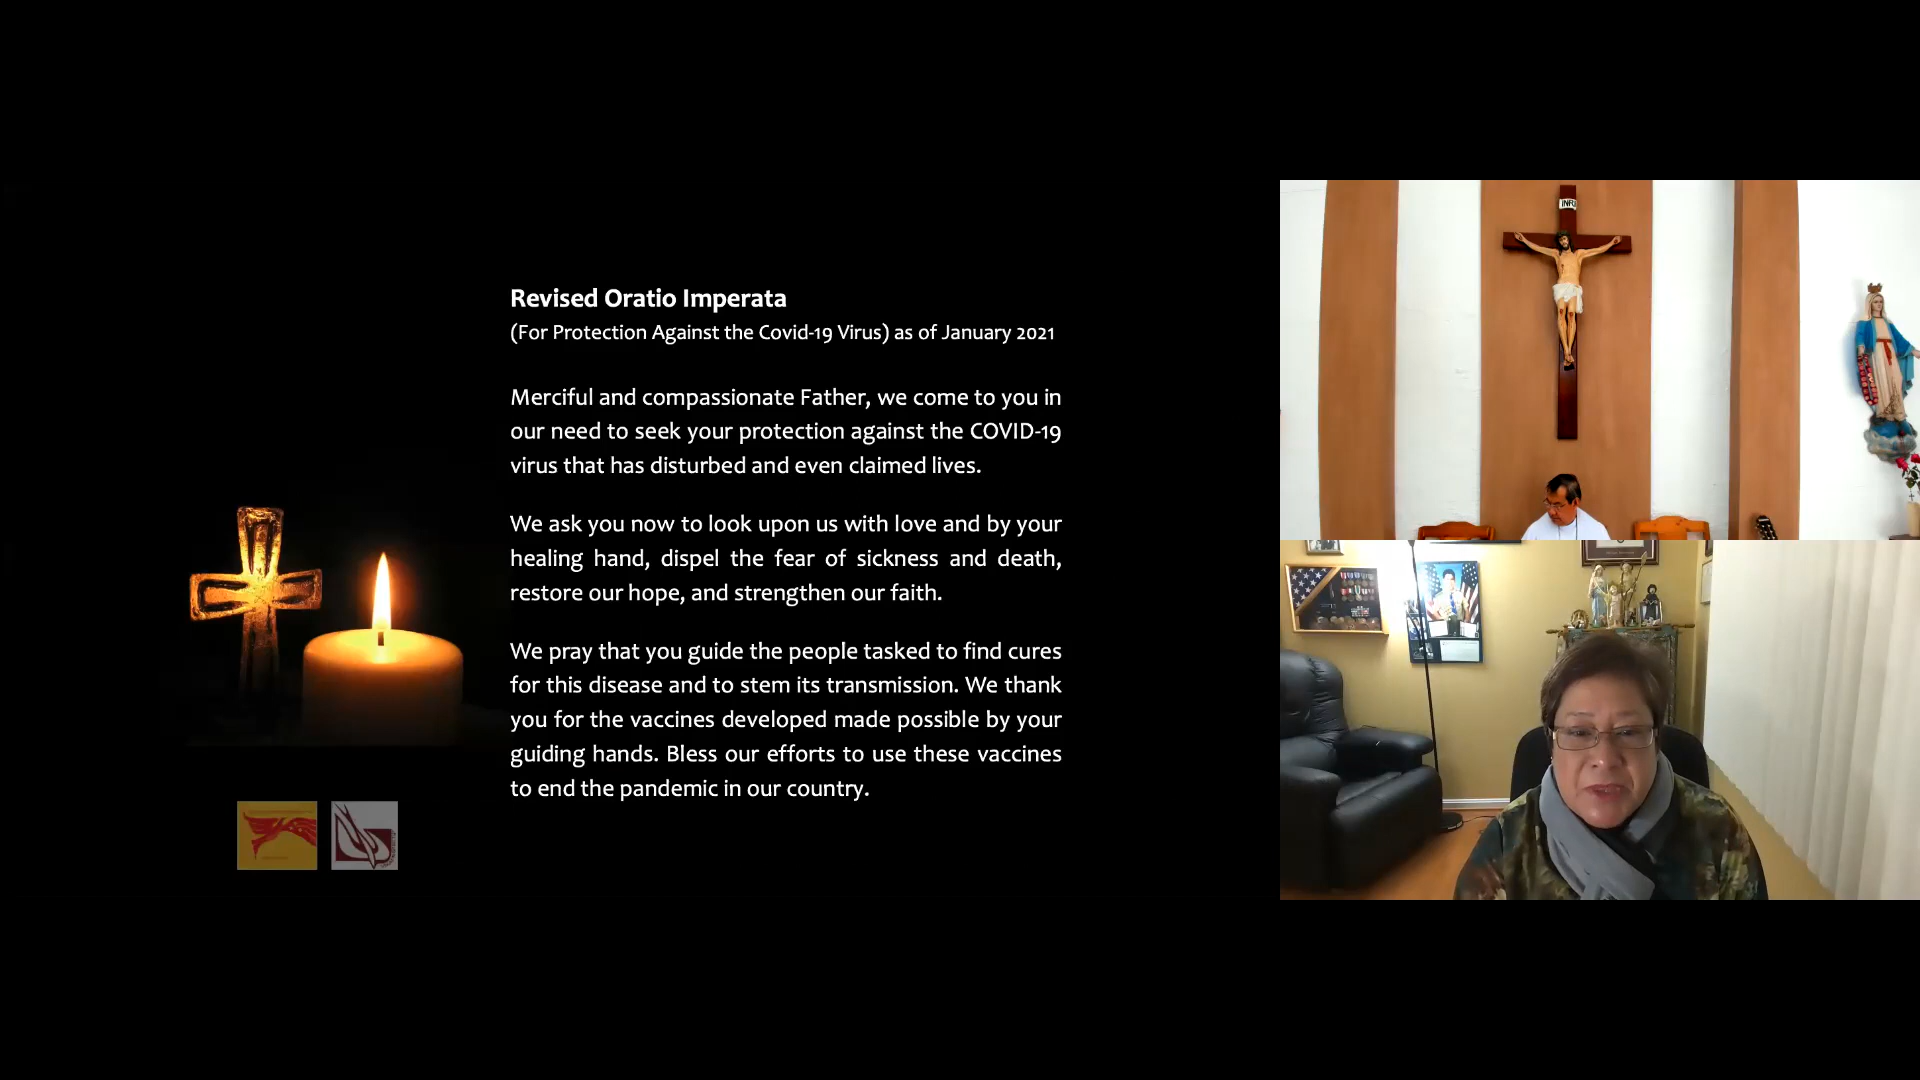 Revised Oratio Imperata
(For Protection Against the Covid-19 Virus) as of January 2021
Merciful and compassionate Father, we come to you in
our need to seek your protection against the COVID-19
virus that has disturbed and even claimed lives.
We ask you now to look upon us with love and by your
healing hand, dispel the fear of sickness and death,
restore our hope, and strengthen our faith.
We pray that you guide the people tasked to find cures
for this disease and to stem its transmission. We thank
you for the vaccines developed made possible by your
guiding hands. Bless our efforts to use these vaccines
to end the pandemic in our country.
INRI